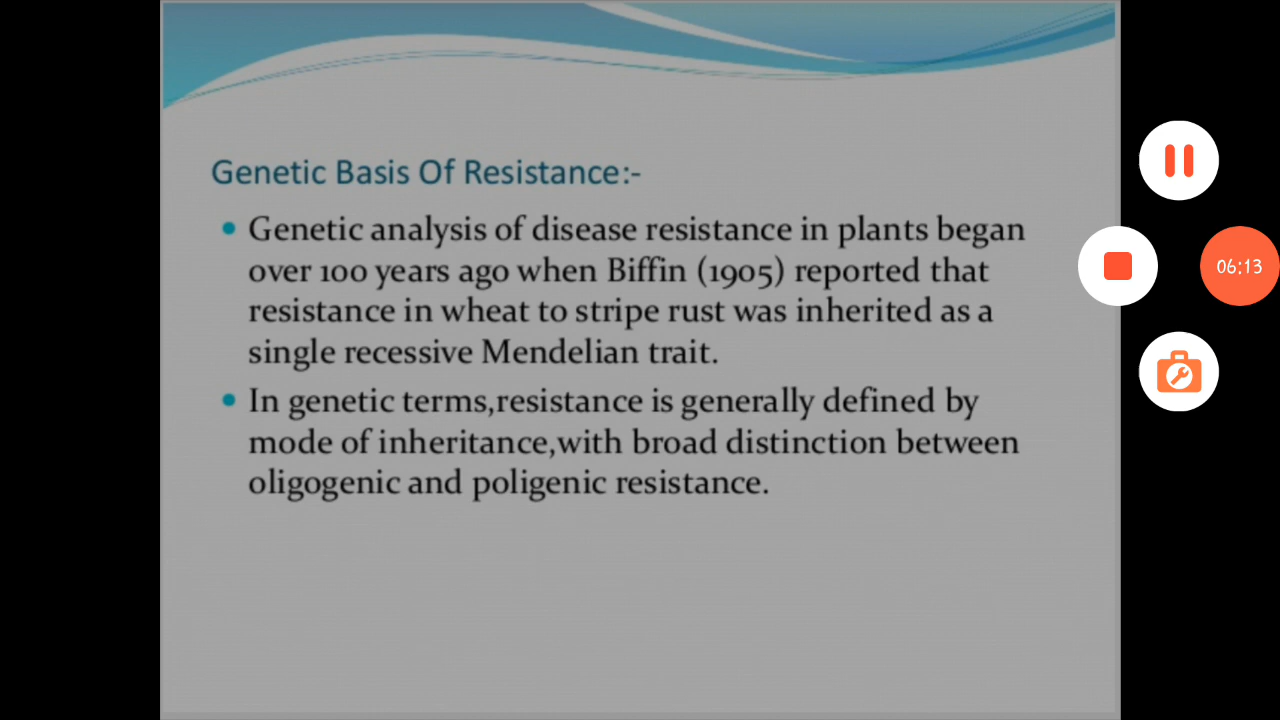 Genetic Basis Of Resistance:-
• Genetic analysis of disease resistance in plants began
over 100 years ago when Biffin (1905) reported that
resistance in wheat to stripe rust was inherited as a
single recessive Mendelian trait.
• In genetic terms,resistance is generally defined by
mode of inheritance,with broad distinction between
oligogenic and poligenic resistance.
06:13